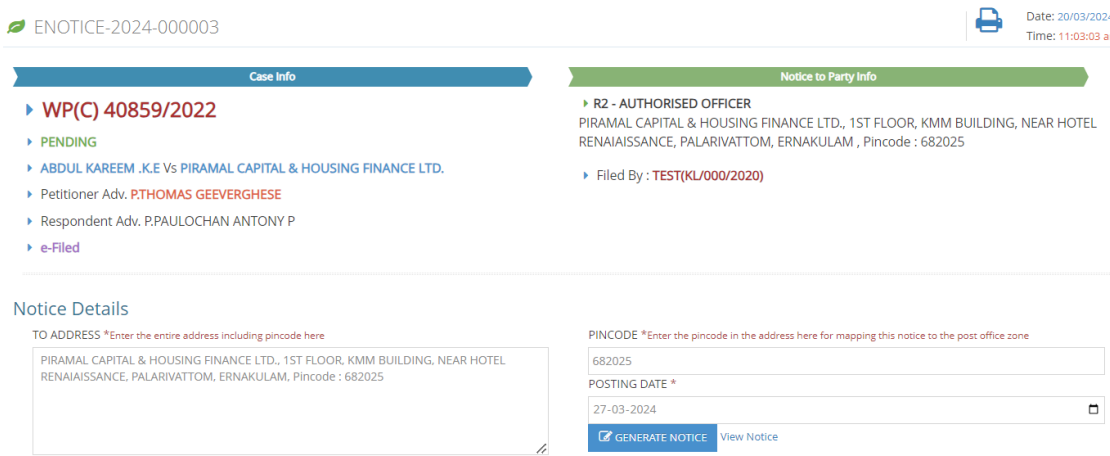 ENOTICE-2024-000003
Date: 20/03/2024
Time: 11:03:03 a
Case Info
WP(C) 40859/2022
PENDING
ABDUL KAREEM .K.E Vs PIRAMAL CAPITAL & HOUSING FINANCE LTD.
Petitioner Adv. P.THOMAS GEEVERGHESE
Respondent Adv. P.PAULOCHAN ANTONY P
e-Filed
Notice to Party Info
R2 - AUTHORISED OFFICER
PIRAMAL CAPITAL & HOUSING FINANCE LTD., 1ST FLOOR, KMM BUILDING, NEAR HOTEL
RENAIAISSANCE, PALARIVATTOM, ERNAKULAM , Pincode : 682025
Filed By : TEST(KL/000/2020)
Notice Details
TO ADDRESS *Enter the entire address including pincode here
PIRAMAL CAPITAL & HOUSING FINANCE LTD., 1ST FLOOR, KMM BUILDING, NEAR HOTEL
RENAIAISSANCE, PALARIVATTOM, ERNAKULAM, Pincode : 682025
PINCODE *Enter the pincode in the address here for mapping this notice to the post office zone
682025
POSTING DATE *
27-03-2024
GENERATE NOTICE View Notice